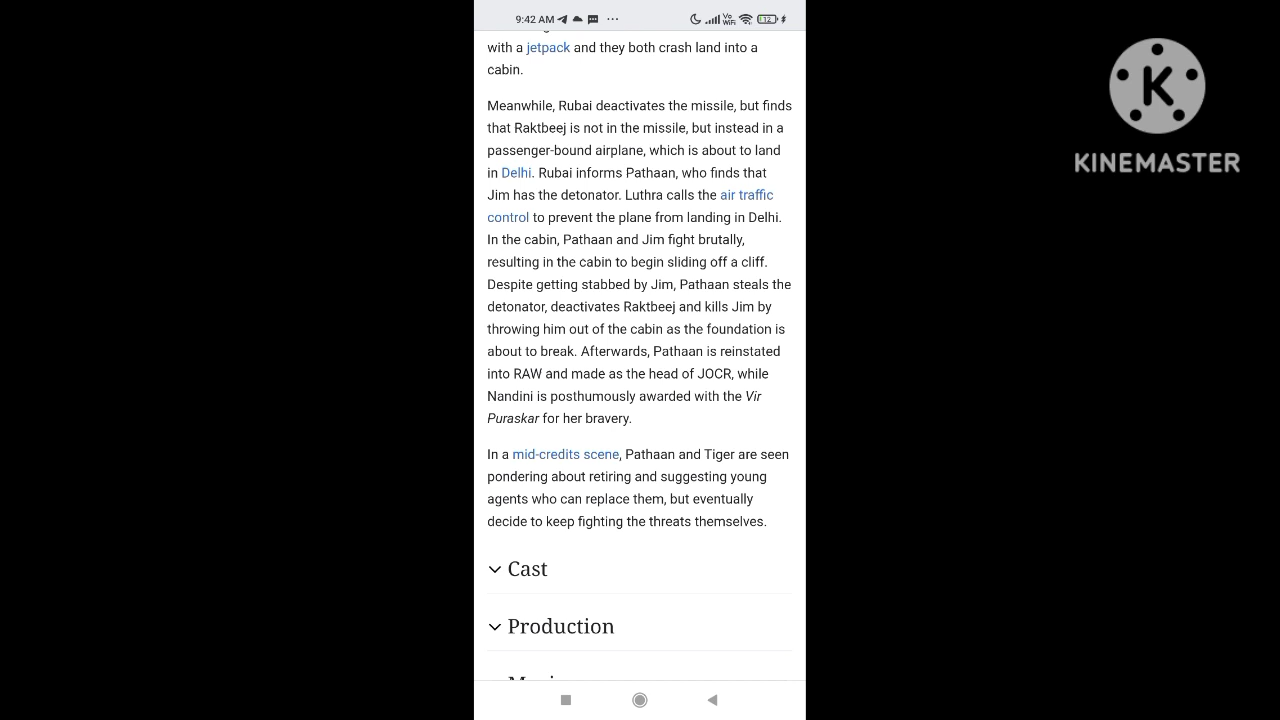 9:42 AM
Vo
WiFi
12
with a jetpack and they both crash land into a
cabin.
Meanwhile, Rubai deactivates the missile, but finds
that Raktbeej is not in the missile, but instead in a
passenger-bound airplane, which is about to land
in Delhi. Rubai informs Pathaan, who finds that
Jim has the detonator. Luthra calls the air traffic
control to prevent the plane from landing in Delhi.
In the cabin, Pathaan and Jim fight brutally,
resulting in the cabin to begin sliding off a cliff.
Despite getting stabbed by Jim, Pathaan steals the
detonator, deactivates Raktbeej and kills Jim by
throwing him out of the cabin as the foundation is
about to break. Afterwards, Pathaan is reinstated
into RAW and made as the head of JOCR, while
Nandini is posthumously awarded with the Vir
Puraskar for her bravery.
In a mid-credits scene, Pathaan and Tiger are seen
pondering about retiring and suggesting young
agents who can replace them, but eventually
decide to keep fighting the threats themselves.
Cast
Production
K
KINEMASTER